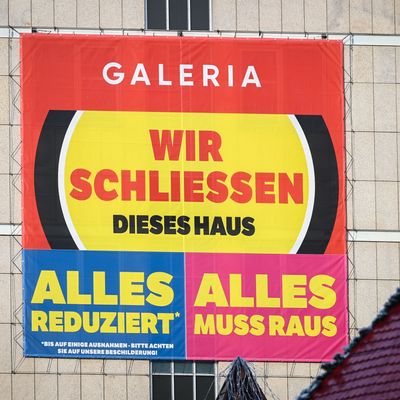 GALERIA
WIR
SCHLIESSEN
DIESES HAUS
ALLES
REDUZIERT*
*BIS AUF EINIGE AUSNAHMEN - BITTE ACHTEN
SIE AUF UNSERE BESCHILDERUNG!
ALLES
MUSS RAUS